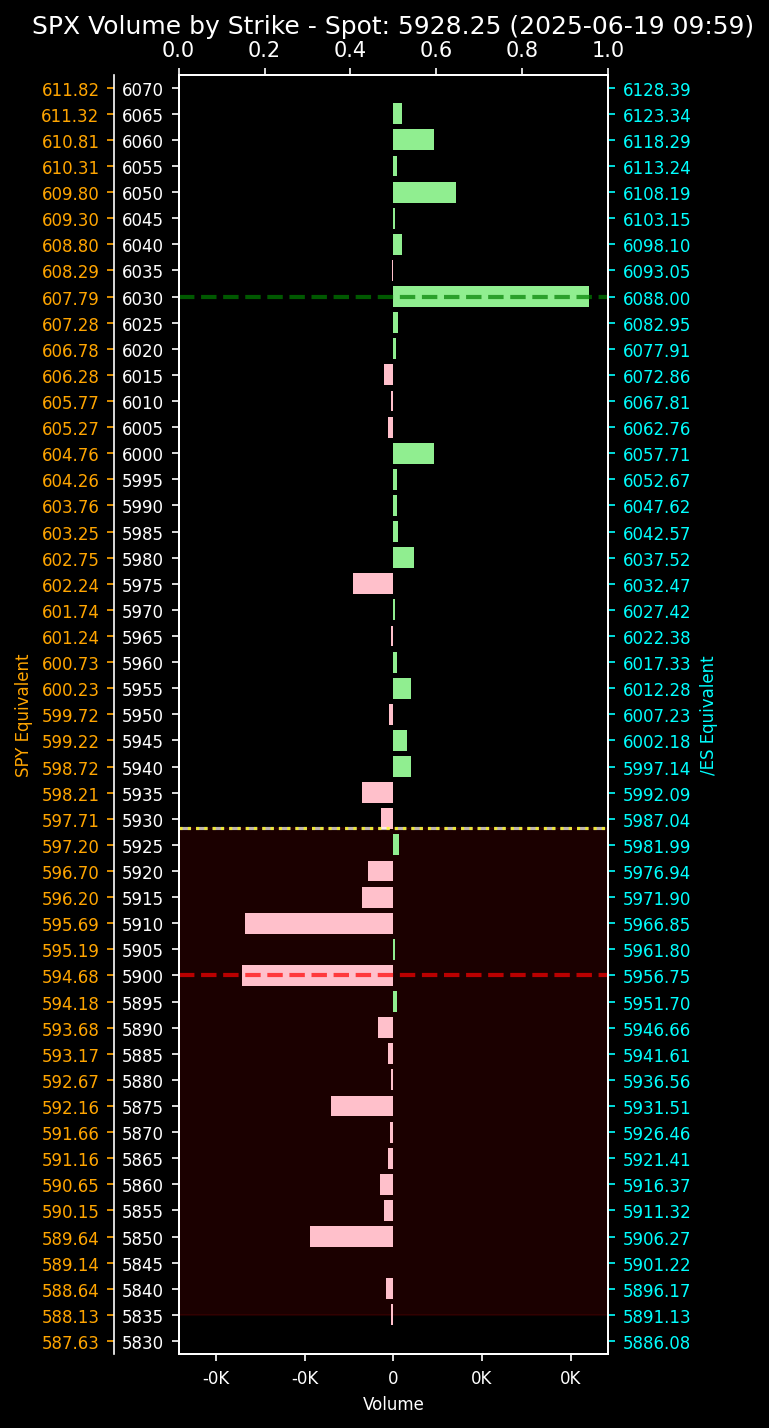 SPX Volume by Strike - Spot: 5928.25 (2025-06-19 09:59)
0.0 0.2 0.4 0.6 0.8 1.0
611.82 6070 6128.39
611.32 6065 6123.34
610.81 6060 6118.29
610.31 6055 6113.24
609.80 6050 6108.19
609.30 6045 6103.15
608.80 6040 6098.10
608.29 6035 6093.05
607.79 6030 6088.00
607.28 6025 6082.95
606.78 6020 6077.91
606.28 6015 6072.86
605.77 6010 6067.81
605.27 6005 6062.76
604.76 6000 6057.71
604.26 5995 6052.67
603.76 5990 6047.62
603.25 5985 6042.57
602.75 5980 6037.52
602.24 5975 6032.47
601.74 5970 6027.42
601.24 5965 6022.38
600.73 5960 6017.33
600.23 5955 6012.28
599.72 5950 6007.23
599.22 5945 6002.18
598.72 5940 5997.14
598.21 5935 5992.09
597.71 5930 5987.04
597.20 5925 5981.99
596.70 5920 5976.94
596.20 5915 5971.90
595.69 5910 5966.85
595.19 5905 5961.80
594.68 5900 5956.75
594.18 5895 5951.70
593.68 5890 5946.66
593.17 5885 5941.61
592.67 5880 5936.56
592.16 5875 5931.51
591.66 5870 5926.46
591.16 5865 5921.41
590.65 5860 5916.37
590.15 5855 5911.32
589.64 5850 5906.27
589.14 5845 5901.22
588.64 5840 5896.17
588.13 5835 5891.13
587.63 5830 5886.08
SPY Equivalent
/ES Equivalent
-0K -0K 0 0K 0K
Volume